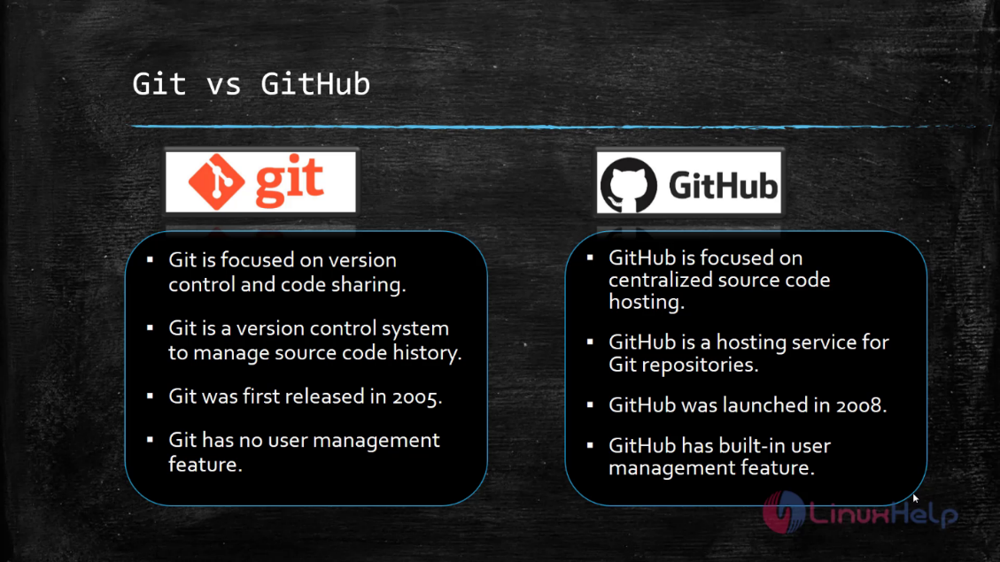 Git vs GitHub
git
Git is focused on version
control and code sharing.
Git is a version control system
to manage source code history.
Git was first released in 2005.
Git has no user management
feature.
GitHub
GitHub is focused on
centralized source code
hosting.
GitHub is a hosting service for
Git repositories.
GitHub was launched in 2008.
GitHub has built-in user
management feature.
LinuxHelp